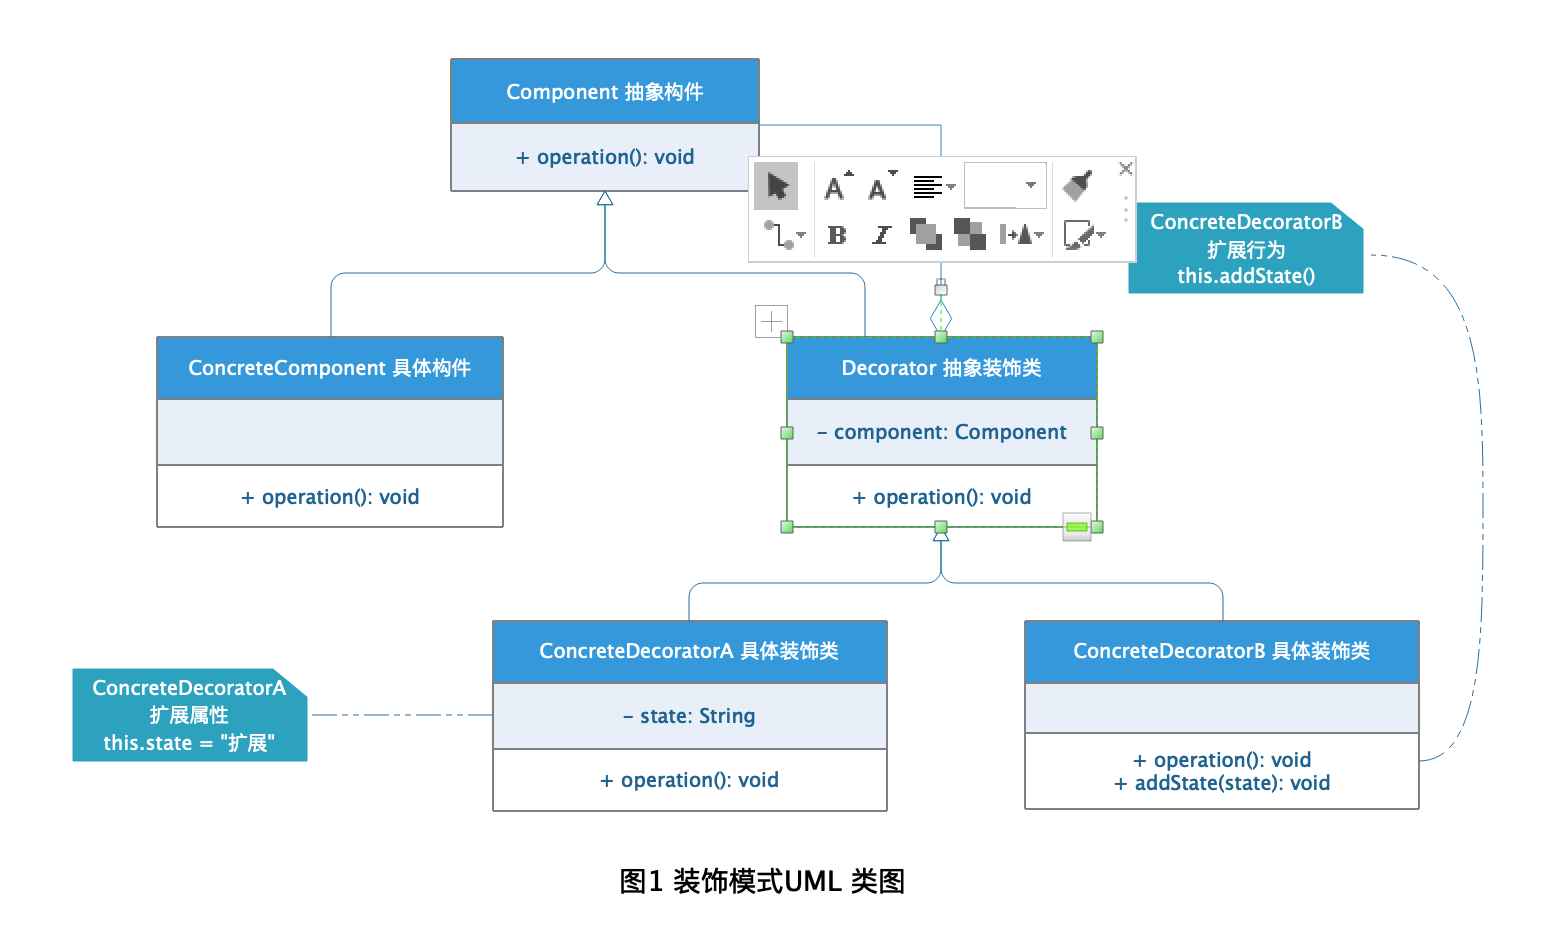 Component 抽象构件
+ operation(): void
A A
B I
ConcreteDecoratorB
扩展行为
this.addState()
ConcreteComponent 具体构件
+ operation(): void
Decorator 抽象装饰类
- component: Component
+ operation(): void
ConcreteDecoratorA
扩展属性
this.state = "扩展"
ConcreteDecoratorA 具体装饰类
- state: String
+ operation(): void
ConcreteDecoratorB 具体装饰类
+ operation(): void
+ addState(state): void
图1 装饰模式UML 类图